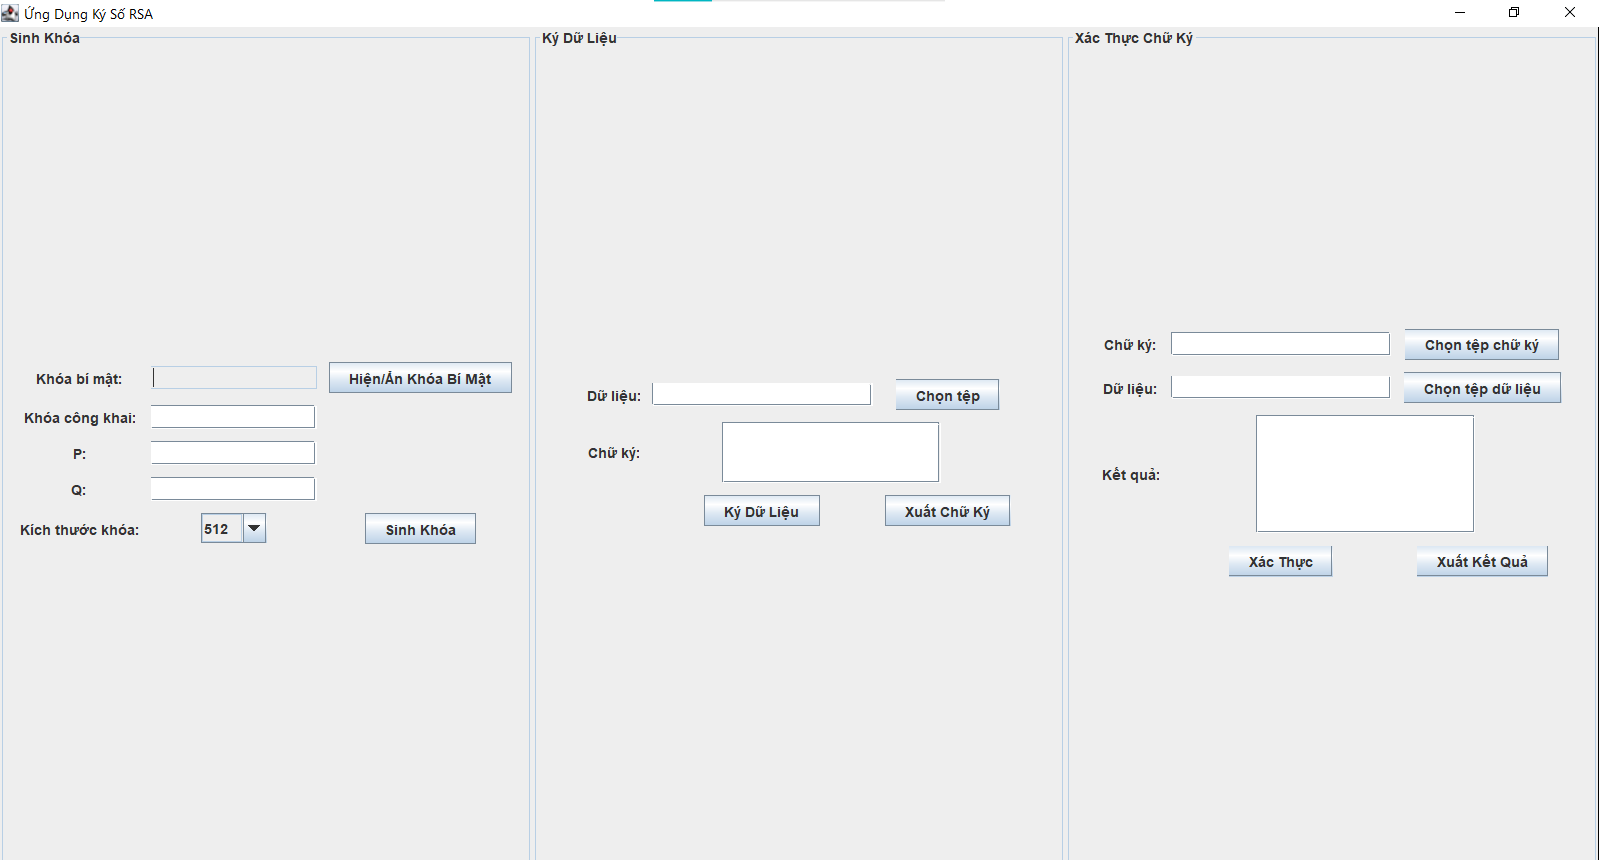 Ứng Dụng Ký Số RSA
Sinh Khóa
Khóa bí mật:
Hiện/Ẩn Khóa Bí Mật
Khóa công khai:
P:
Q:
Kích thước khóa:
512
Sinh Khóa
Ký Dữ Liệu
Dữ liệu:
Chọn tệp
Chữ ký:
Ký Dữ Liệu
Xuất Chữ Ký
Xác Thực Chữ Ký
Chữ ký:
Chọn tệp chữ ký
Dữ liệu:
Chọn tệp dữ liệu
Kết quả:
Xác Thực
Xuất Kết Quả